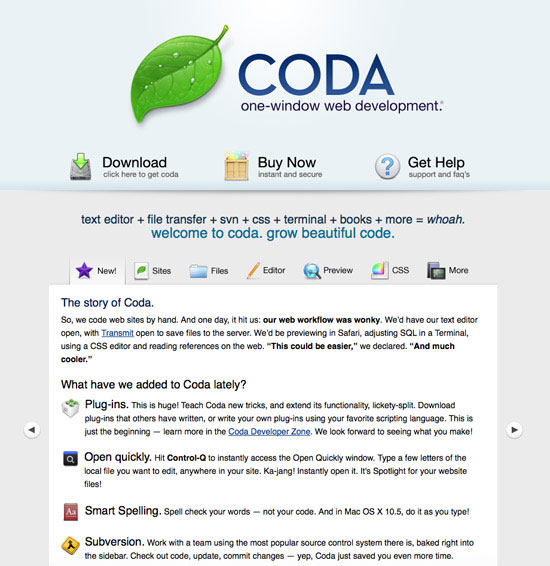 CODA
one-window web development.®
Download
click here to get coda
Buy Now
instant and secure
Get Help
support and faq's
text editor + file transfer + svn + css + terminal + books + more = whoah.
welcome to coda. grow beautiful code.
New!
Sites
Files
Editor
Preview
CSS
More
The story of Coda.
So, we code web sites by hand. And one day, it hit us: our web workflow was wonky. We'd have our text editor
open, with Transmit open to save files to the server. We'd be previewing in Safari, adjusting SQL in a Terminal,
using a CSS editor and reading references on the web. “This could be easier,” we declared. “And much
cooler.”
What have we added to Coda lately?
Plug-ins. This is huge! Teach Coda new tricks, and extend its functionality, lickety-split. Download
plug-ins that others have written, or write your own plug-ins using your favorite scripting language. This is
just the beginning — learn more in the Coda Developer Zone. We look forward to seeing what you make!
Open quickly. Hit Control-Q to instantly access the Open Quickly window. Type a few letters of the
local file you want to edit, anywhere in your site. Ka-jang! Instantly open it. It's Spotlight for your website
files!
Aa
Smart Spelling. Spell check your words — not your code. And in Mac OS X 10.5, do it as you type!
Subversion. Work with a team using the most popular source control system there is, baked right into
the sidebar. Check out code, update, commit changes — yep, Coda just saved you even more time.